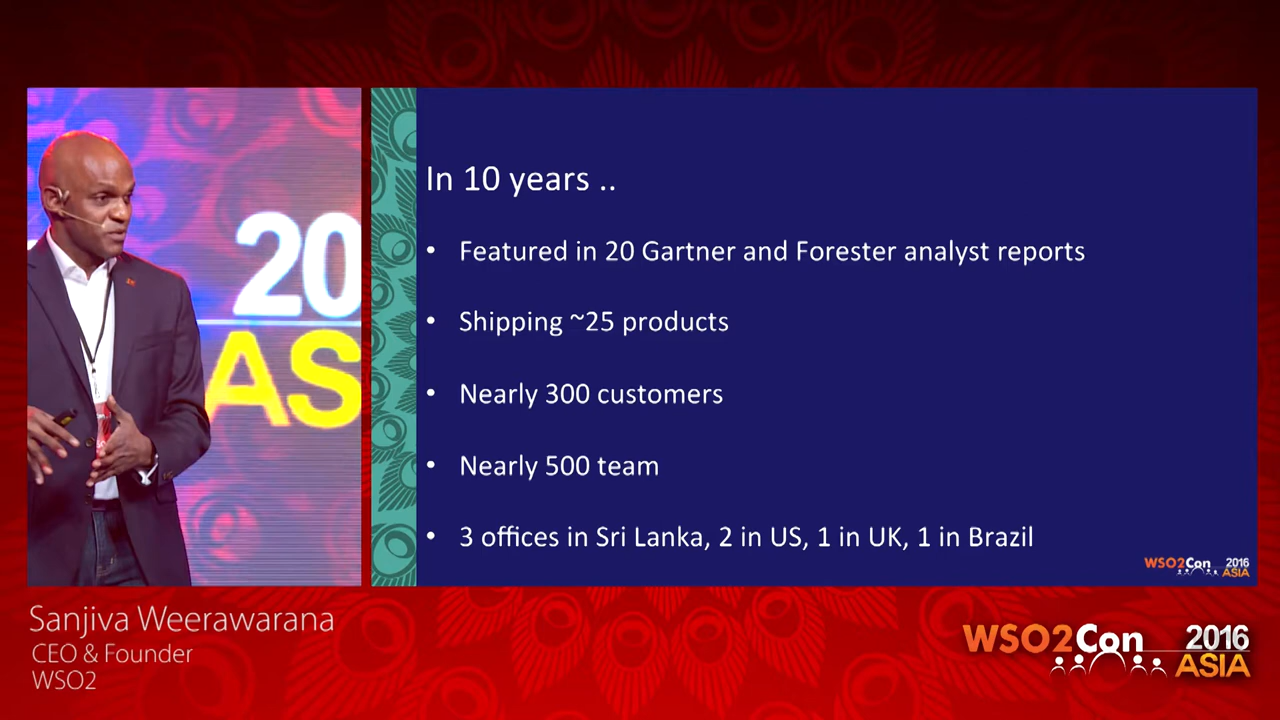 20
AS
In 10 years ..
• Featured in 20 Gartner and Forester analyst reports
• Shipping ~25 products
• Nearly 300 customers
• Nearly 500 team
• 3 offices in Sri Lanka, 2 in US, 1 in UK, 1 in Brazil
WSO2Con 2016
ASIA
Sanjiva Weerawarana
CEO & Founder
WSO2
WSO2Con 2016
ASIA